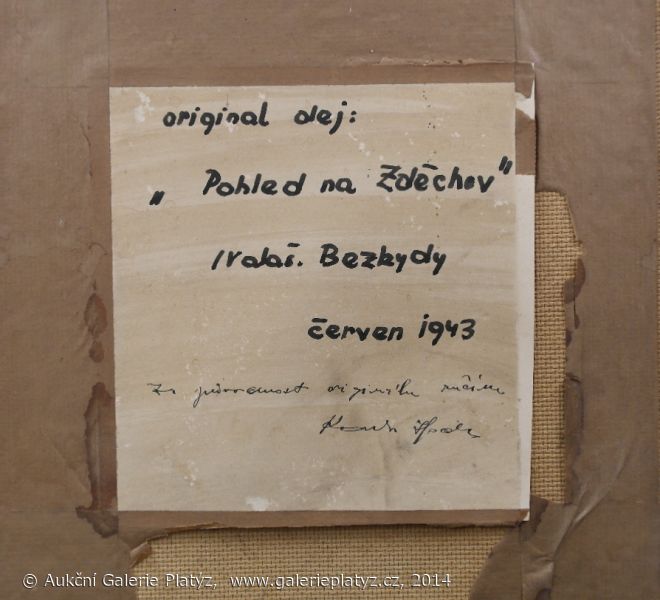 original olej:
„ Pohled na Zděchov"
/Valaš. Bezkydy
červen 1943
Za původnost originálu ručím
© Aukční Galerie Platýz, www.galerieplatyz.cz, 2014